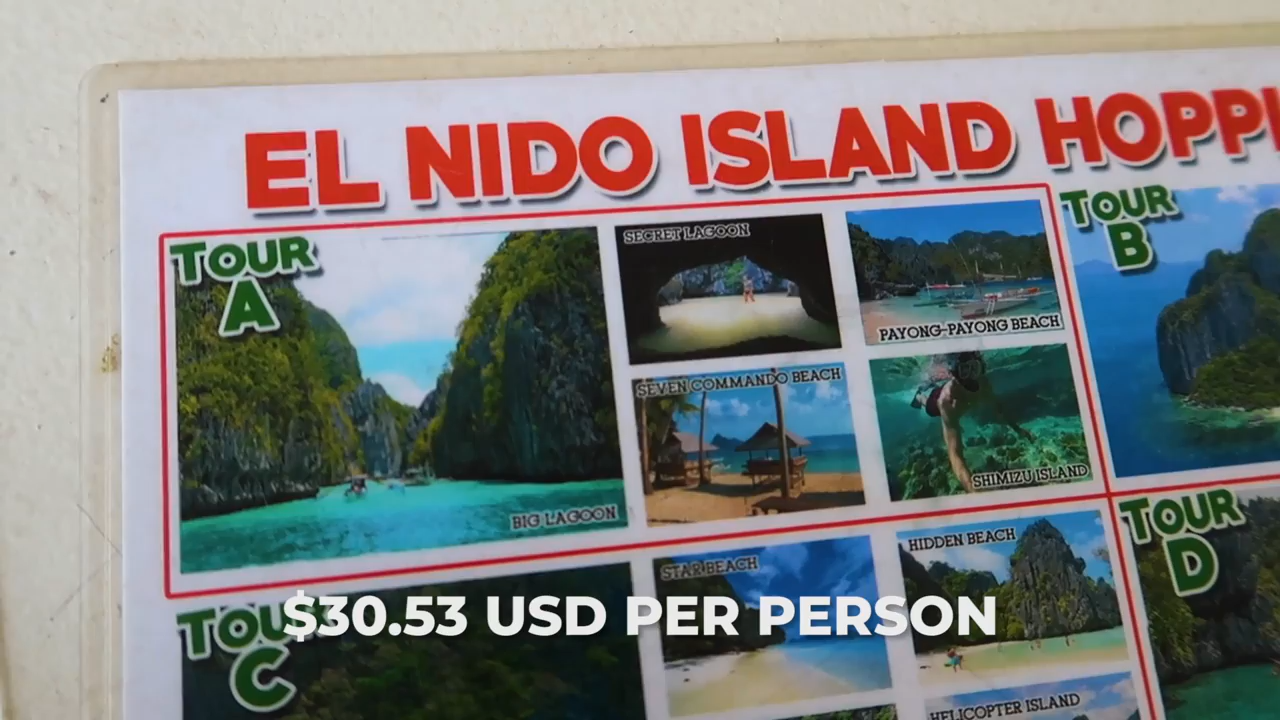 EL NIDO ISLAND
TOUR
A
BIG LAGOON
SECRET LAGOON
PAYONG-PAYONG BEACH
SEVEN COMMANDO BEACH
SHIMIZU ISLAND
TOUR
B
TOUR
C
STAR BEACH
HIDDEN BEACH
HELICOPTER ISLAND
TOUR
D
$30.53 USD PER PERSON